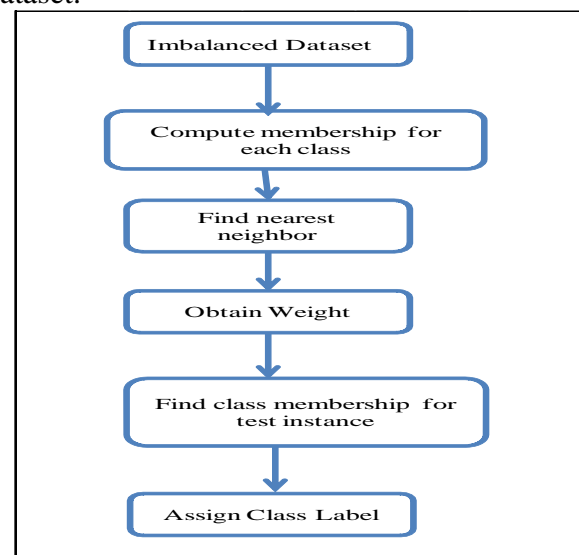 Imbalanced Dataset
Compute membership for
each class
Find nearest
neighbor
Obtain Weight
Find class membership for
test instance
Assign Class Label